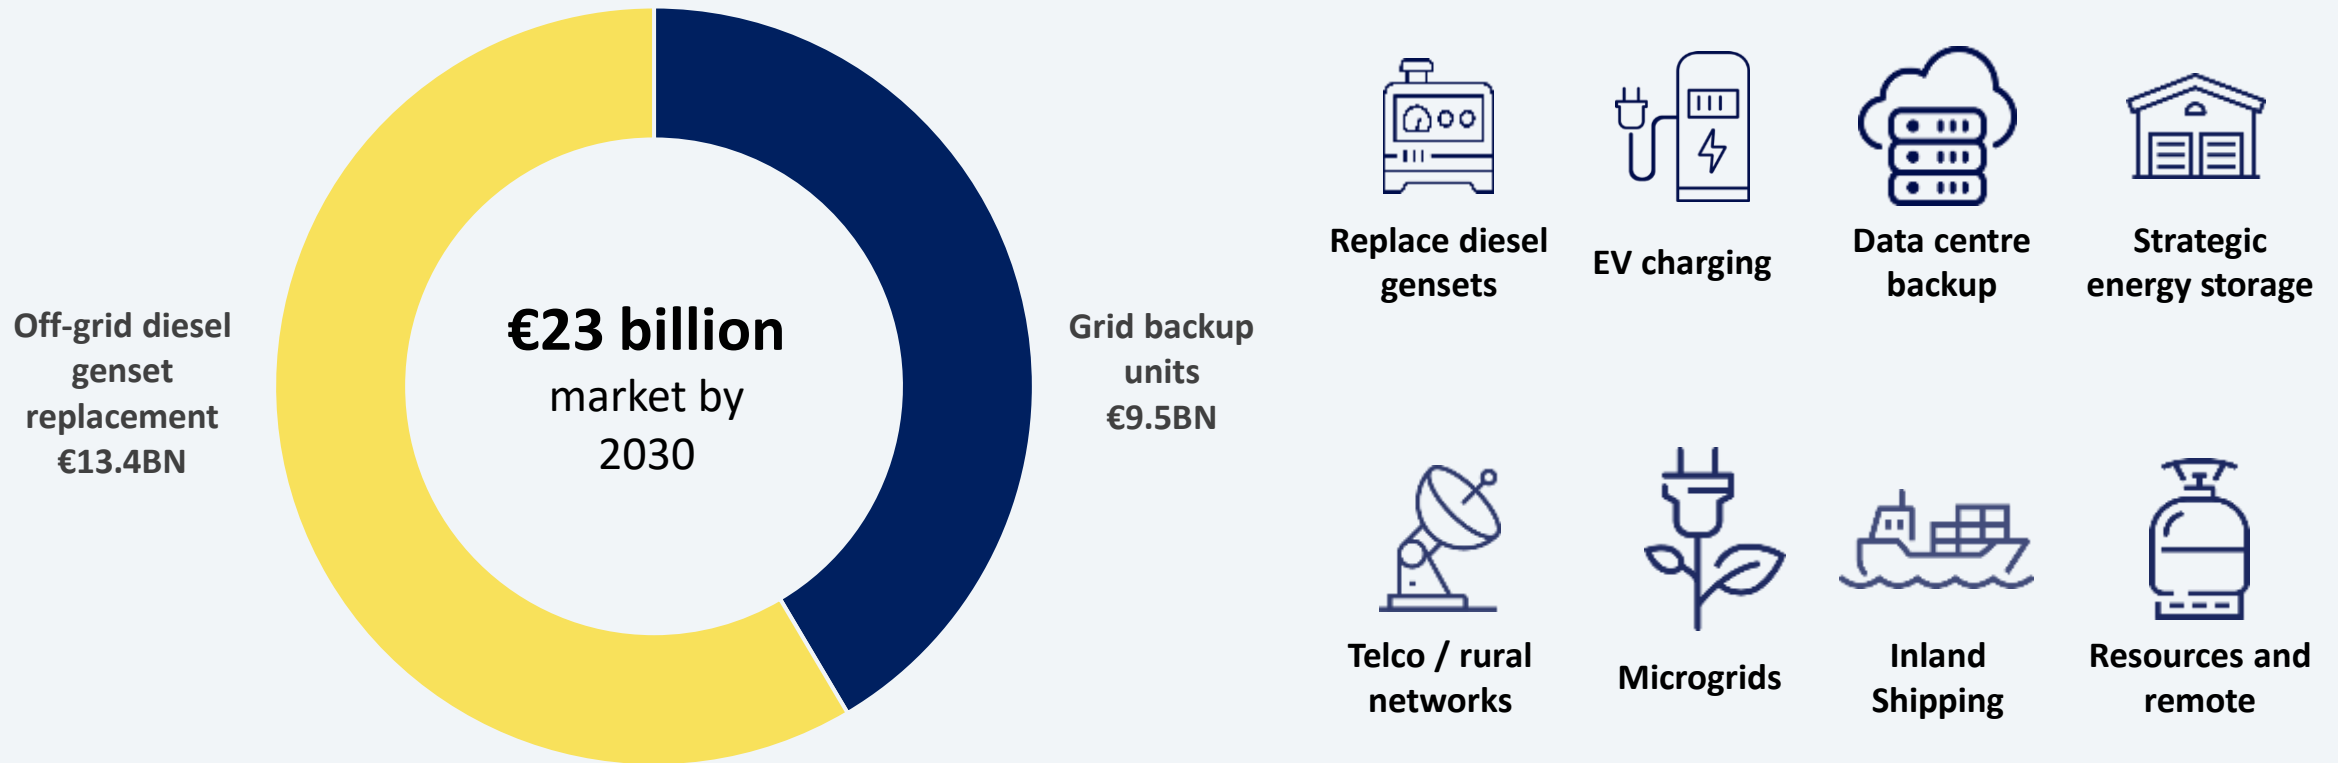 Off-grid diesel
genset
replacement
€13.4BN
€23 billion
market by
2030
Grid backup
units
€9.5BN
Replace diesel
gensets
EV charging
Data centre
backup
Strategic
energy storage
Telco / rural
networks
Microgrids
Inland
Shipping
Resources and
remote